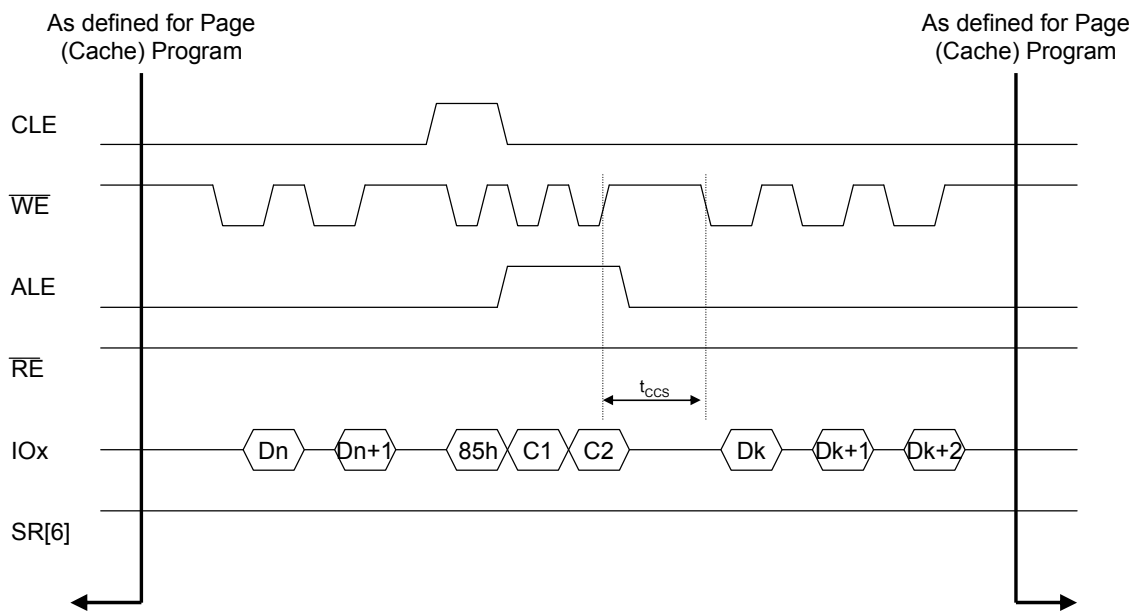 As defined for Page
(Cache) Program
As defined for Page
(Cache) Program
CLE
WE
ALE
RE
tCCS
IOx
Dn
Dn+1
85h
C1
C2
Dk
Dk+1
Dk+2
SR[6]